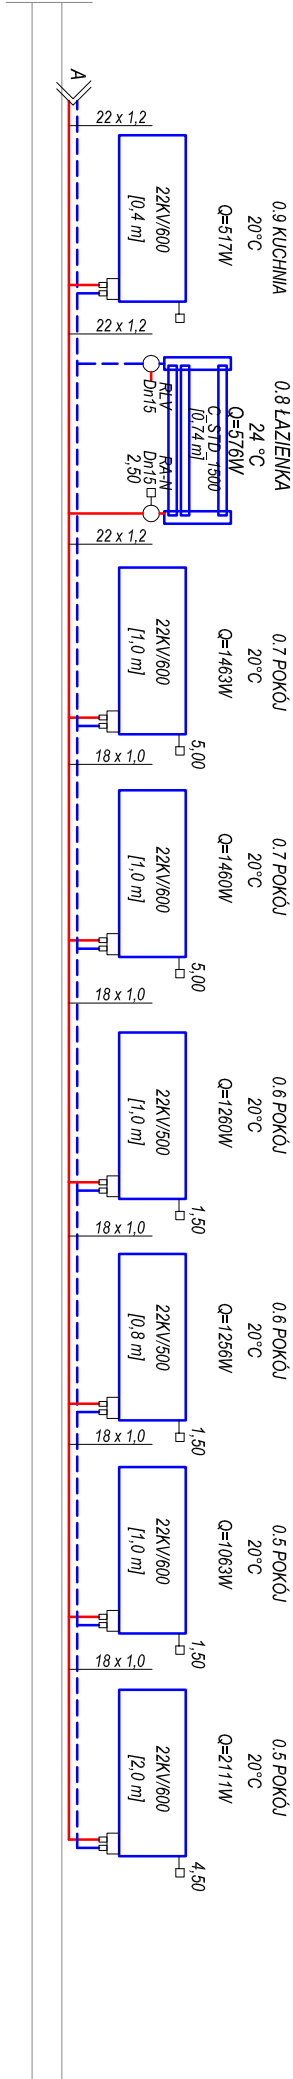 A
22 x 1,2
0.9 KUCHNIA
20°C
Q=517W
22KV/600
[0,4 m]
22 x 1,2
0.8 ŁAZIENKA
24 °C
Q=576W
C_STD_1500
[0,74 m]
RLV
Dn15
RA-N
Dn15
2,50
22 x 1,2
0.7 POKÓJ
20°C
Q=1463W
22KV/600
[1,0 m]
5,00
18 x 1,0
0.7 POKÓJ
20°C
Q=1460W
22KV/600
[1,0 m]
5,00
18 x 1,0
0.6 POKÓJ
20°C
Q=1260W
22KV/500
[1,0 m]
1,50
18 x 1,0
0.6 POKÓJ
20°C
Q=1256W
22KV/500
[0,8 m]
1,50
18 x 1,0
0.5 POKÓJ
20°C
Q=1063W
22KV/600
[1,0 m]
1,50
18 x 1,0
0.5 POKÓJ
20°C
Q=2111W
22KV/600
[2,0 m]
4,50